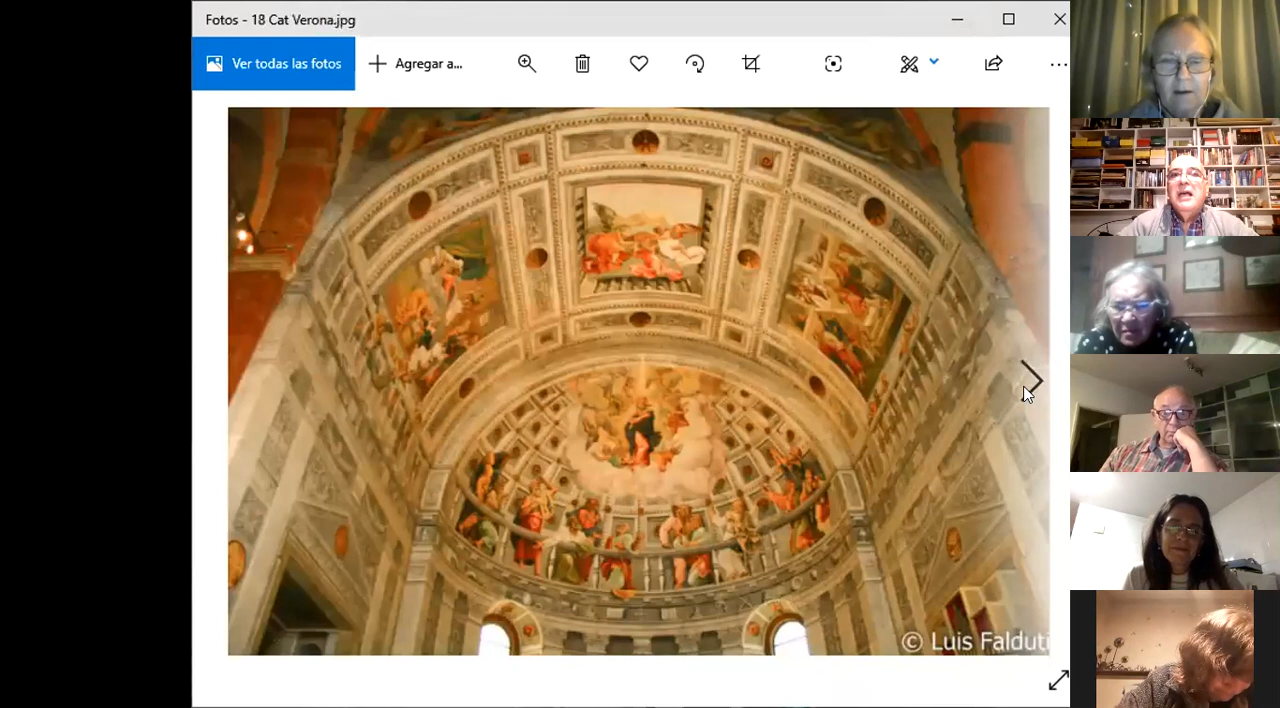 Fotos - 18 Cat Verona.jpg
Ver todas las fotos
Agregar a...
© Luis Falduti